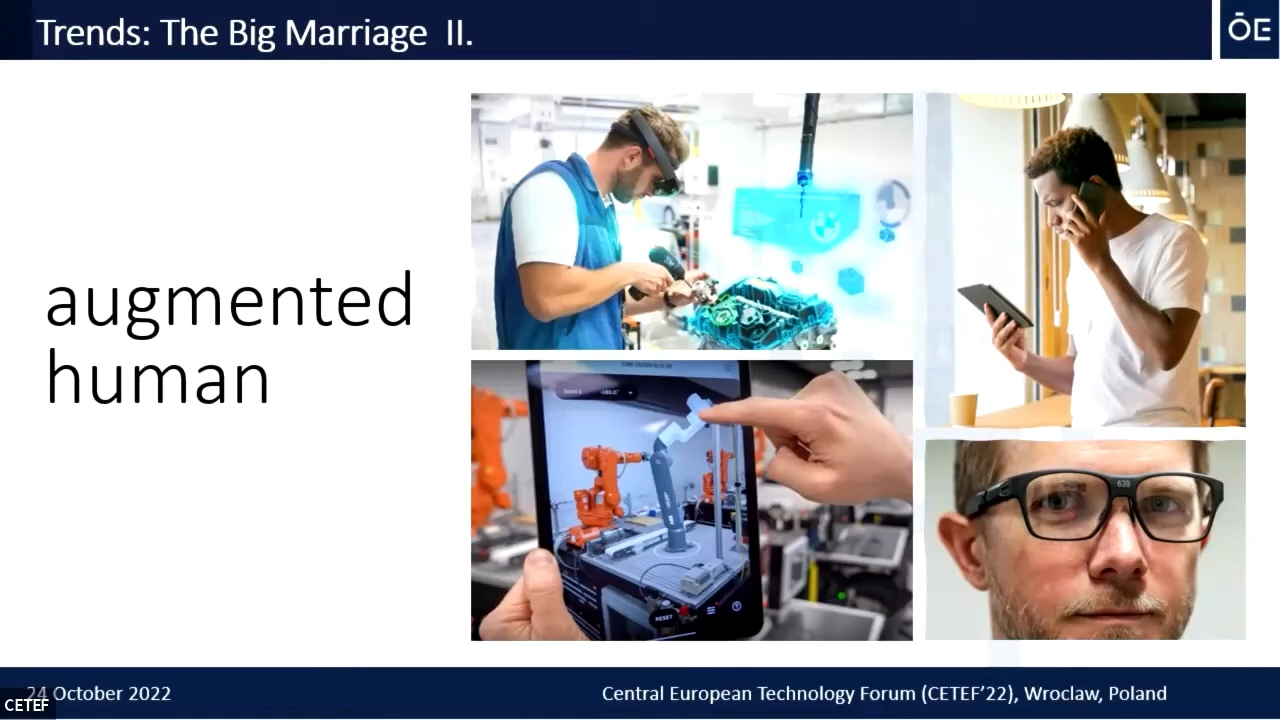 Trends: The Big Marriage II.
ŌE
augmented
human
639
RESET
24 October 2022
Central European Technology Forum (CETEF’22), Wroclaw, Poland
CETEF